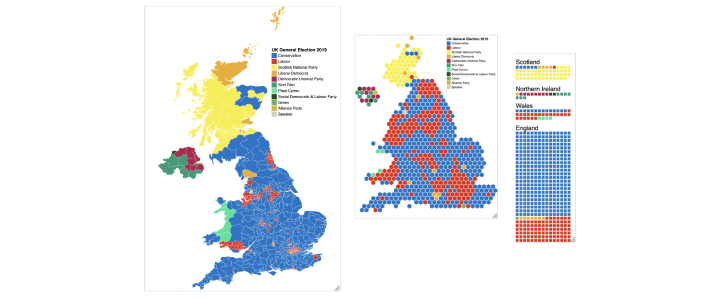 UK General Election 2019
Conservative
Labour
Scottish National Party
Liberal Democrat
Democratic Unionist Party
Sinn Féin
Plaid Cymru
Social Democratic & Labour Party
Green
Alliance Party
Speaker
UK General Election 2019
Conservative
Labour
Scottish National Party
Liberal Democrat
Democratic Unionist Party
Sinn Féin
Plaid Cymru
Social Democratic & Labour Party
Green
Alliance Party
Speaker
Scotland
Northern Ireland
Wales
England